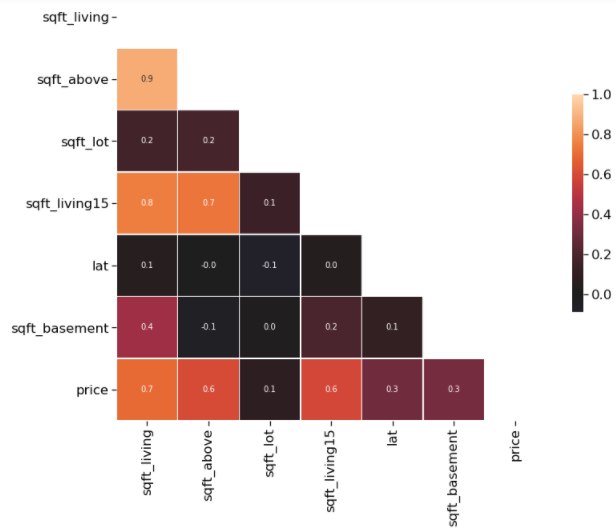 sqft_living
sqft_above 0.9
sqft_lot 0.2 0.2
sqft_living15 0.8 0.7 0.1
lat 0.1 -0.0 -0.1 0.0
sqft_basement 0.4 -0.1 0.0 0.2 0.1
price 0.7 0.6 0.1 0.6 0.3 0.3
sqft_living
sqft_above
sqft_lot
sqft_living15
lat
sqft_basement
price
1.0
0.8
0.6
0.4
0.2
0.0